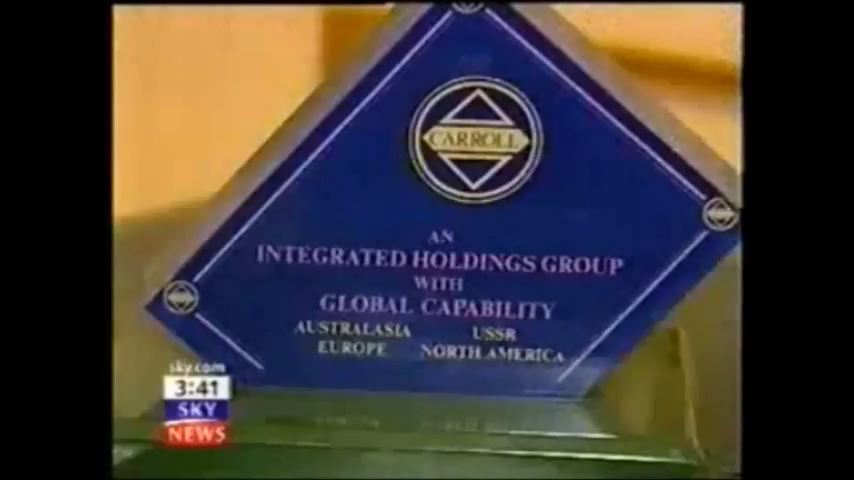 CARROLL
AN
INTEGRATED HOLDINGS GROUP
WITH
GLOBAL CAPABILITY
AUSTRALASIA USSR
EUROPE NORTH AMERICA
sky.com
3:41
SKY
NEWS